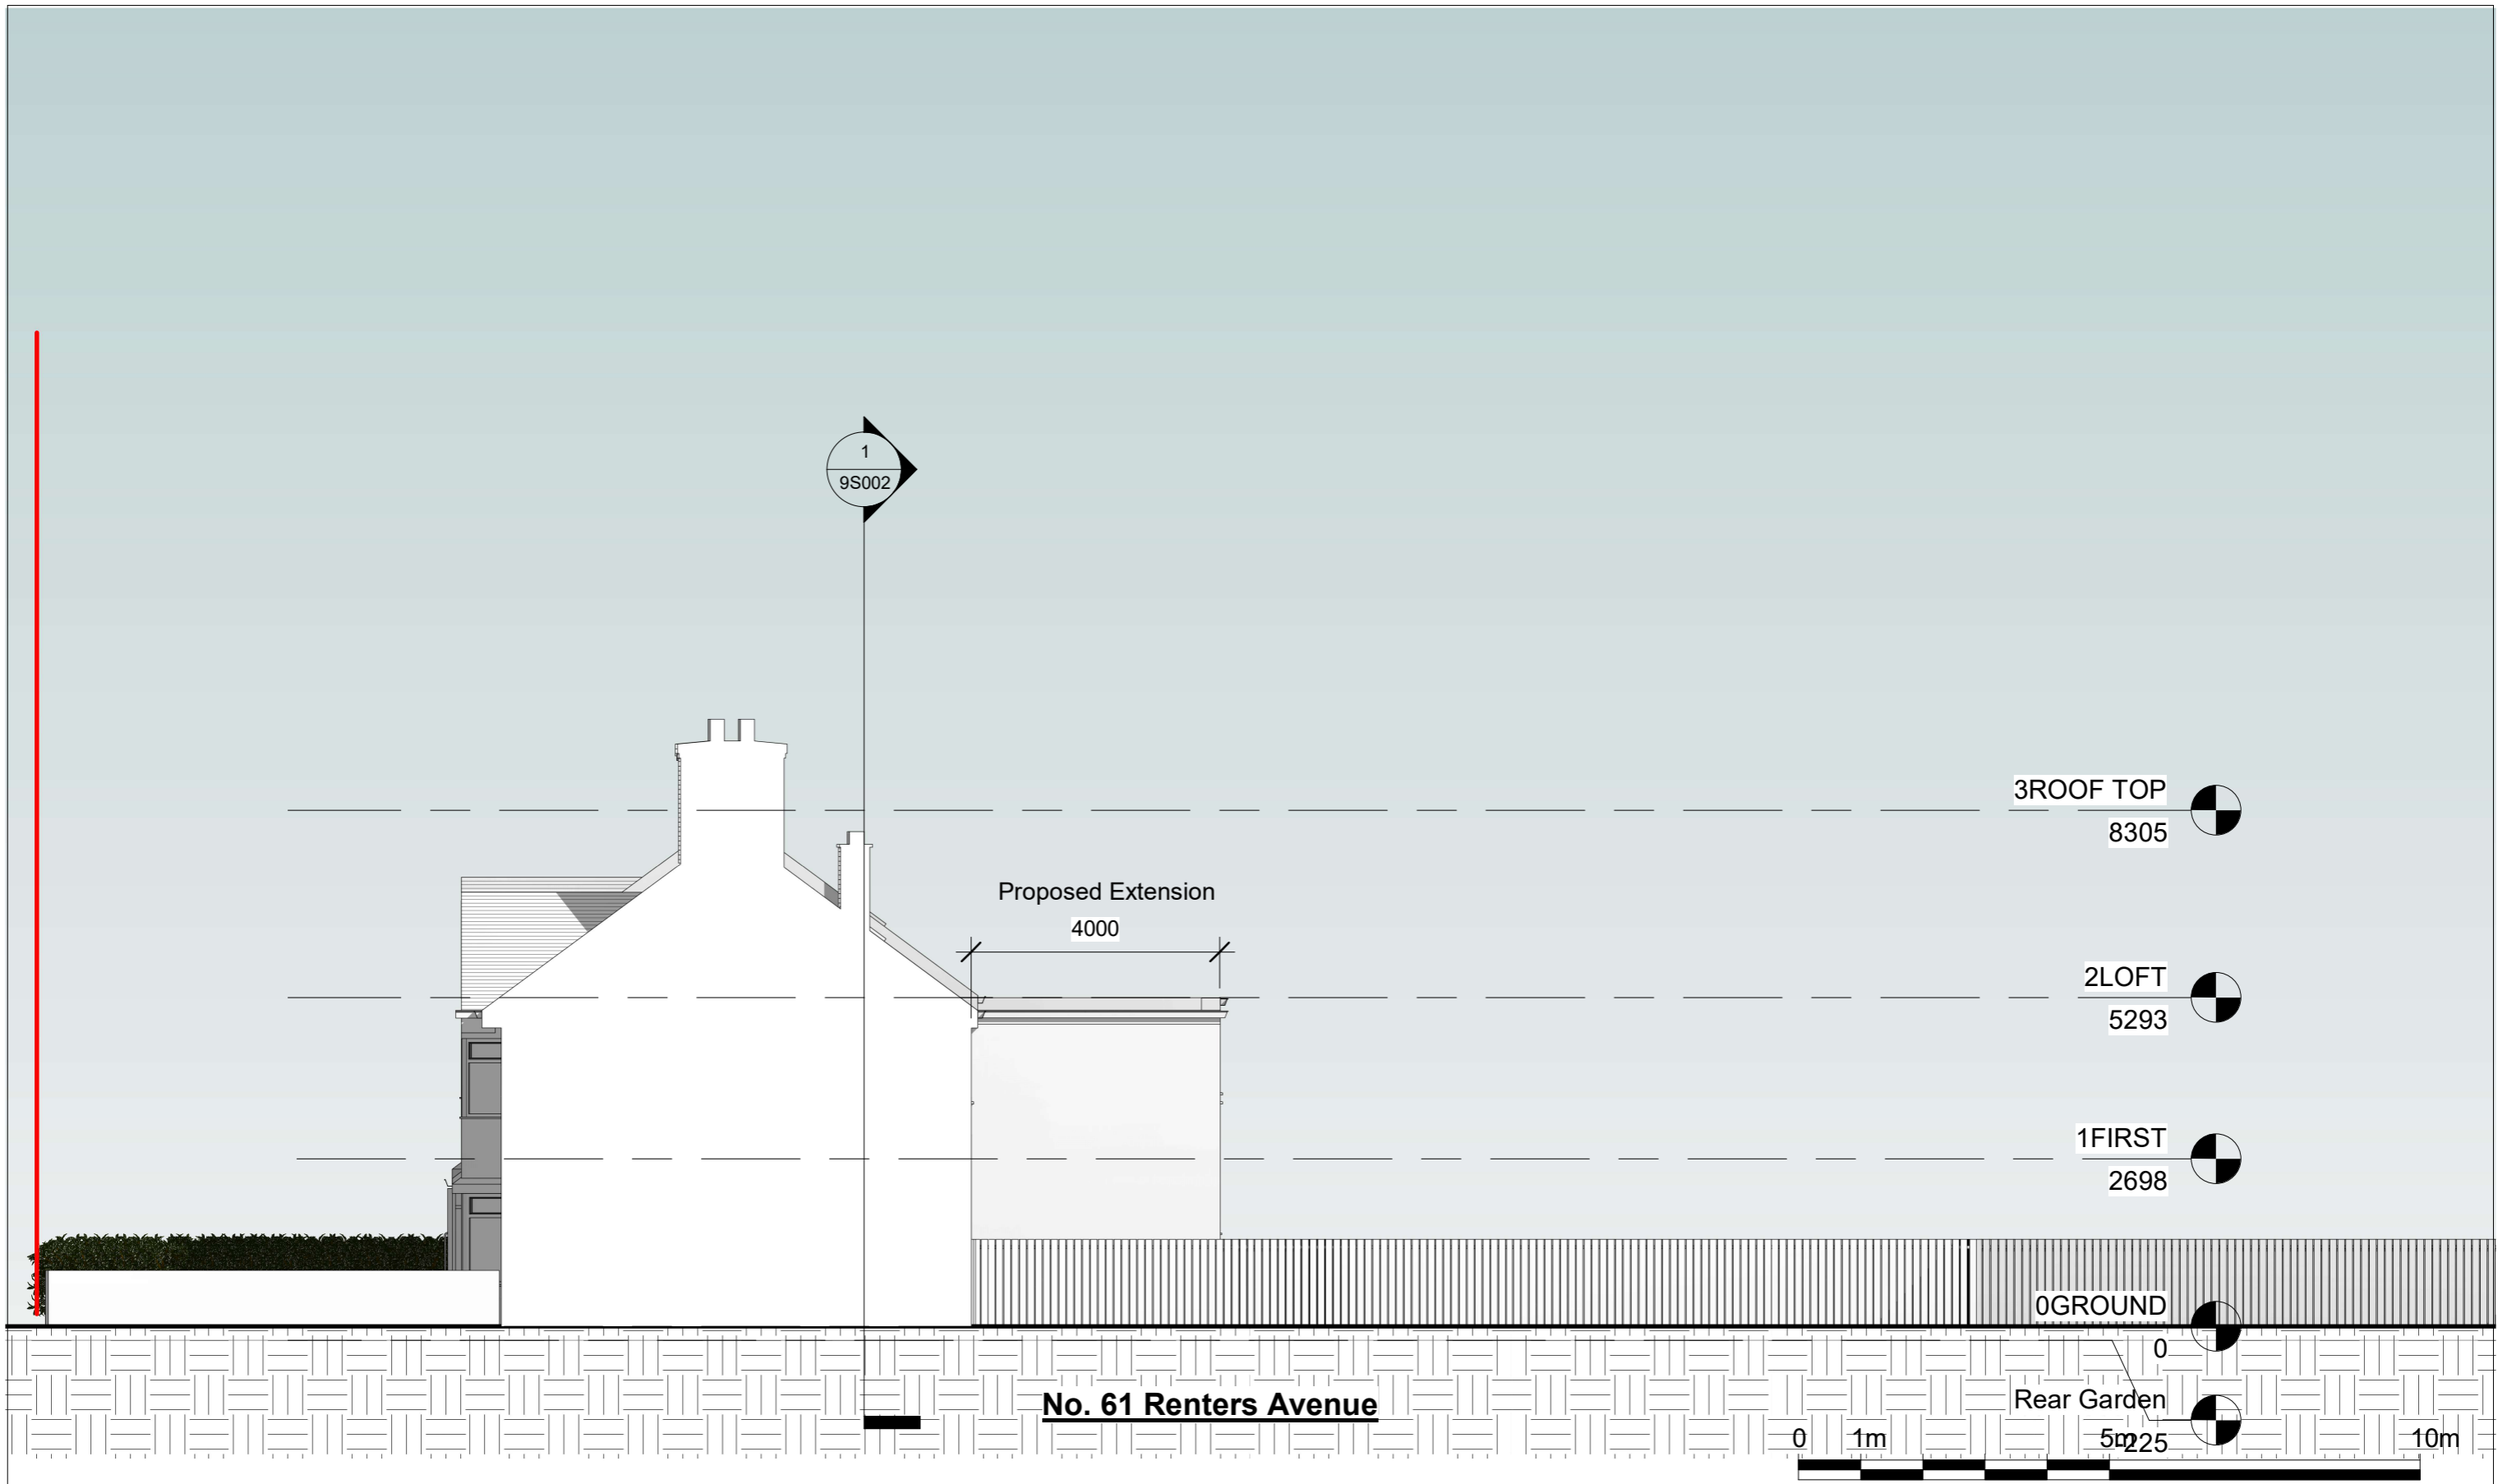 1
9S002
3ROOF TOP
8305
Proposed Extension
4000
2LOFT
5293
1FIRST
2698
0GROUND
0
No. 61 Renters Avenue
Rear Garden
-225
0 1m 5m 10m